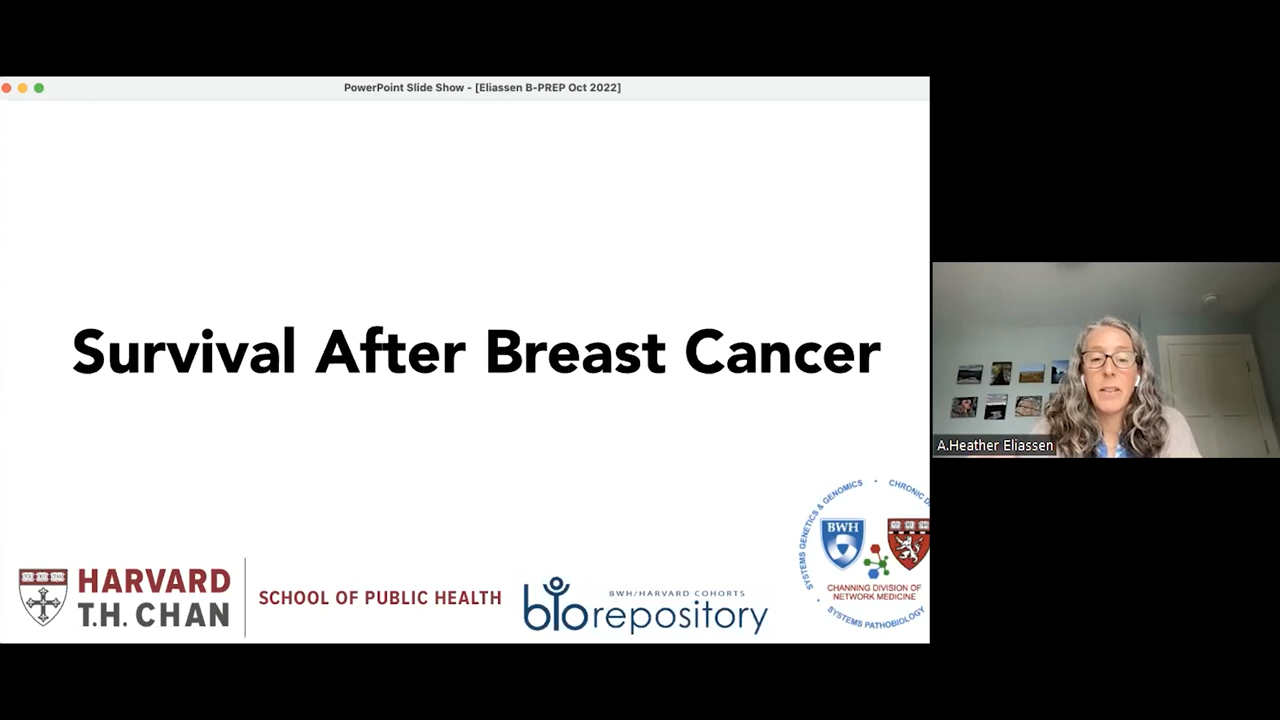 PowerPoint Slide Show - [Eliassen B-PREP Oct 2022]
Survival After Breast Cancer
A.Heather Eliassen
HARVARD
T.H. CHAN
SCHOOL OF PUBLIC HEALTH
BWH/HARVARD COHORTS
biorepository
SYSTEMS GENETICS & GENOMICS • CHRONIC D
BWH
CHANNING DIVISION OF
NETWORK MEDICINE
• SYSTEMS PATHOBIOLOGY